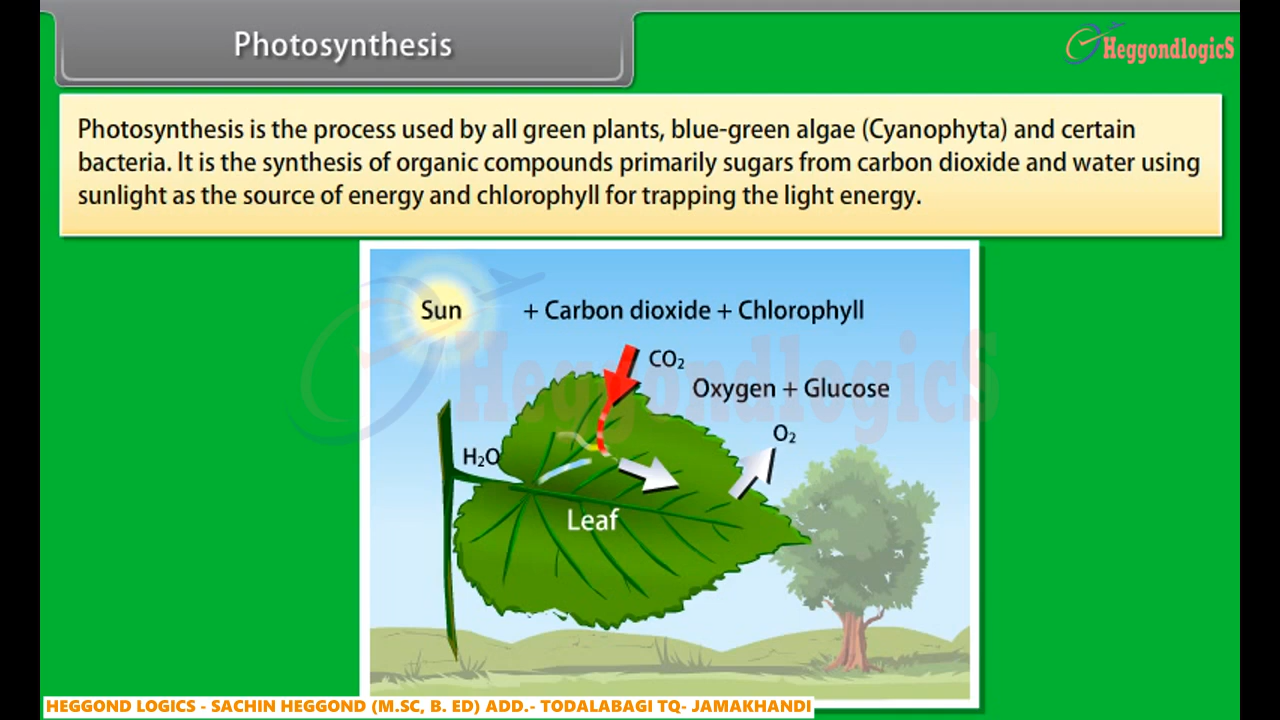 Photosynthesis
HeggondlogicS
Photosynthesis is the process used by all green plants, blue-green algae (Cyanophyta) and certain
bacteria. It is the synthesis of organic compounds primarily sugars from carbon dioxide and water using
sunlight as the source of energy and chlorophyll for trapping the light energy.
Sun + Carbon dioxide + Chlorophyll
CO₂
Oxygen + Glucose
HeggondlogicS
O₂
H₂O
Leaf
HEGGOND LOGICS - SACHIN HEGGOND (M.SC, B. ED) ADD.- TODALABAGI TQ- JAMAKHANDI